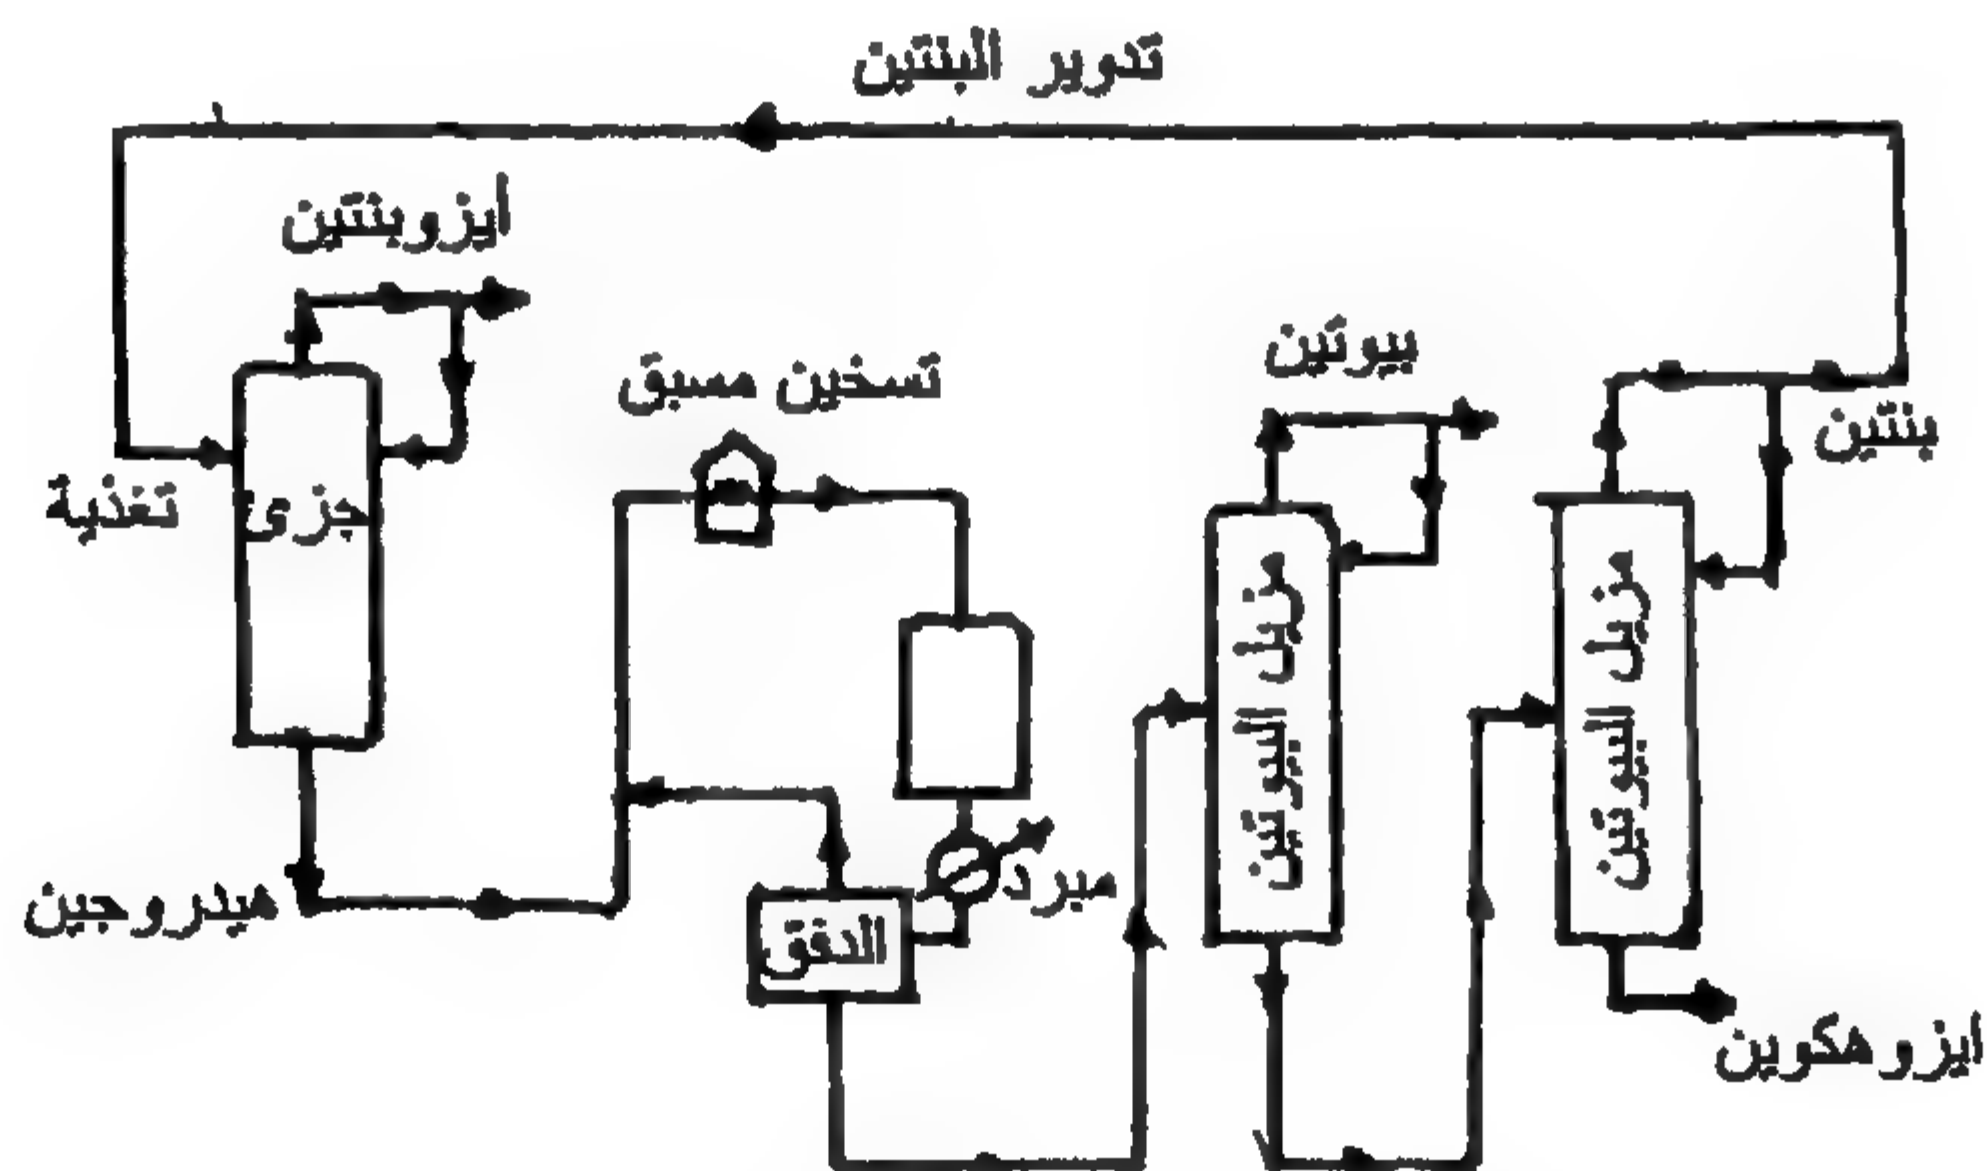 تدوير البنتين
ايزوبنتين
تسخين مسبق
بيوتين
بنتين
تغذية
جزئ
مزيل البيوتين
مزيل البيوتين
هيدروجين
مبرد
الدفق
ايزوهكوين